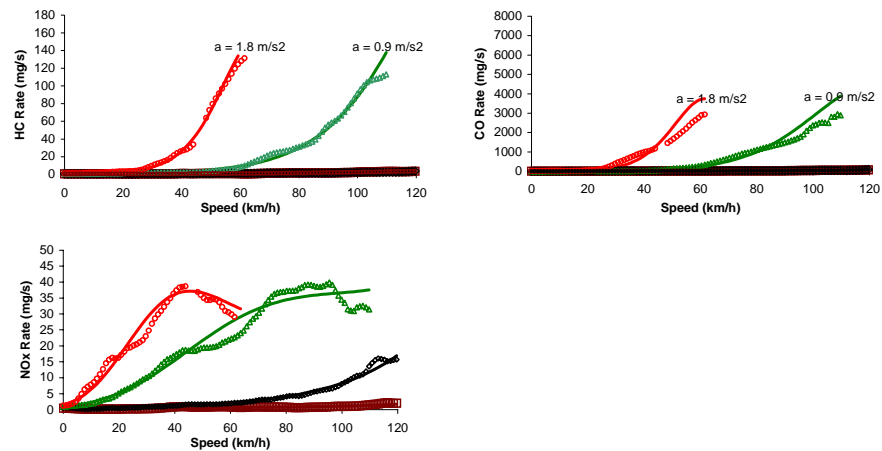 HC Rate (mg/s)
180
160
140
120
100
80
60
40
20
0
a = 1.8 m/s2
a = 0.9 m/s2
0 20 40 60 80 100 120
Speed (km/h)
CO Rate (mg/s)
8000
7000
6000
5000
4000
3000
2000
1000
0
a = 1.8 m/s2
a = 0.9 m/s2
0 20 40 60 80 100 120
Speed (km/h)
NOx Rate (mg/s)
50
45
40
35
30
25
20
15
10
5
0
0 20 40 60 80 100 120
Speed (km/h)